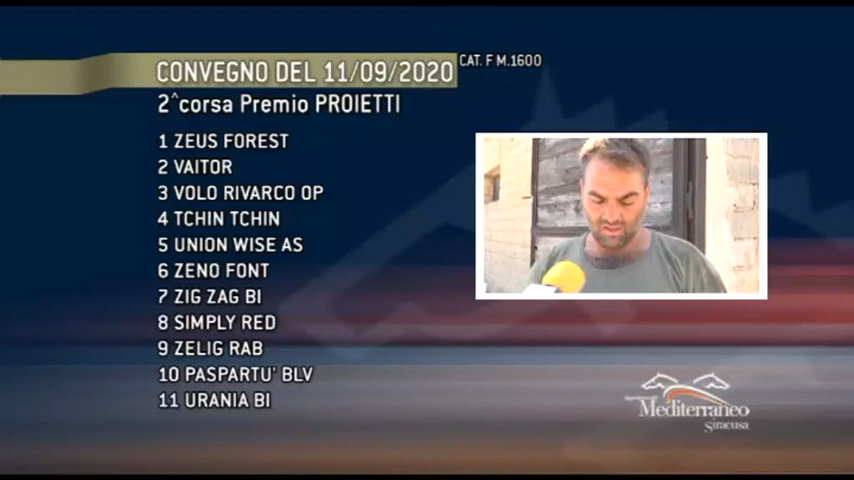 CONVEGNO DEL 11/09/2020
CAT. F M.1600
2^corsa Premio PROIETTI
1 ZEUS FOREST
2 VAITOR
3 VOLO RIVARCO OP
4 TCHIN TCHIN
5 UNION WISE AS
6 ZENO FONT
7 ZIG ZAG BI
8 SIMPLY RED
9 ZELIG RAB
10 PASPARTU' BLV
11 URANIA BI
Mediterraneo
Siracusa